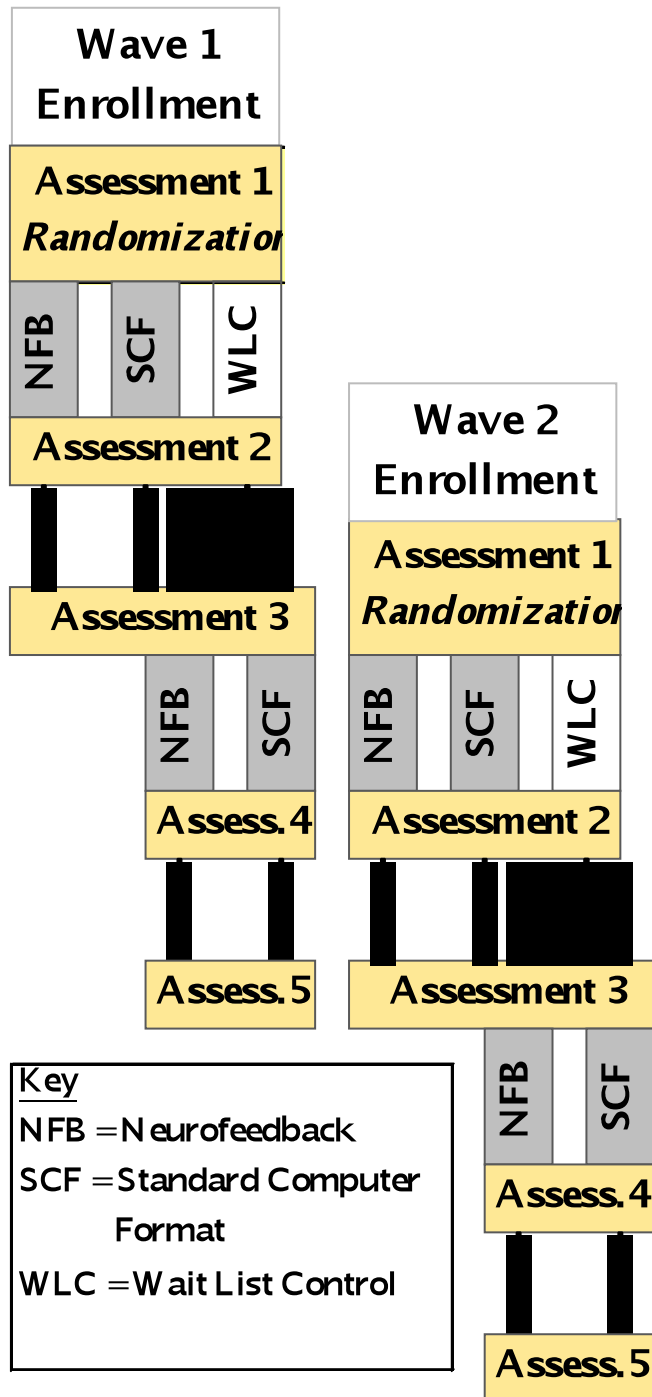 Wave 1
Enrollment
Assessment 1
Randomization
NFB
SCF
WLC
Assessment 2
Assessment 3
NFB
SCF
Assess. 4
Assess. 5
Wave 2
Enrollment
Assessment 1
Randomization
NFB
SCF
WLC
Assessment 2
Assessment 3
NFB
SCF
Assess. 4
Assess. 5
Key
NFB = Neurofeedback
SCF = Standard Computer
Format
WLC = Wait List Control